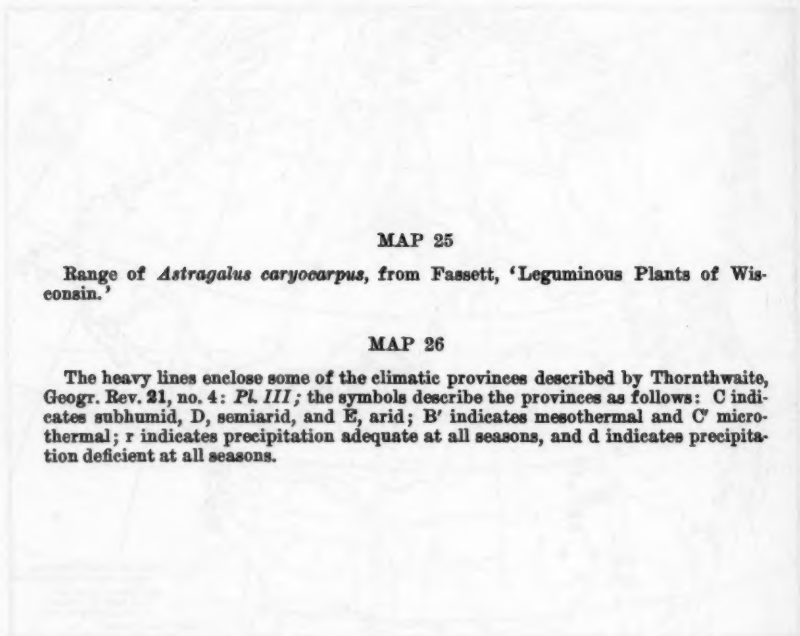 MAP 25
Range of Astragalus caryocarpus, from Fassett, ‘Leguminous Plants of Wis-
consin.’
MAP 26
The heavy lines enclose some of the climatic provinces described by Thornthwaite,
Geogr. Rev. 21, no. 4: Pl. III; the symbols describe the provinces as follows: C indi-
cates subhumid, D, semiarid, and E, arid; B′ indicates mesothermal and C′ micro-
thermal; r indicates precipitation adequate at all seasons, and d indicates precipita-
tion deficient at all seasons.